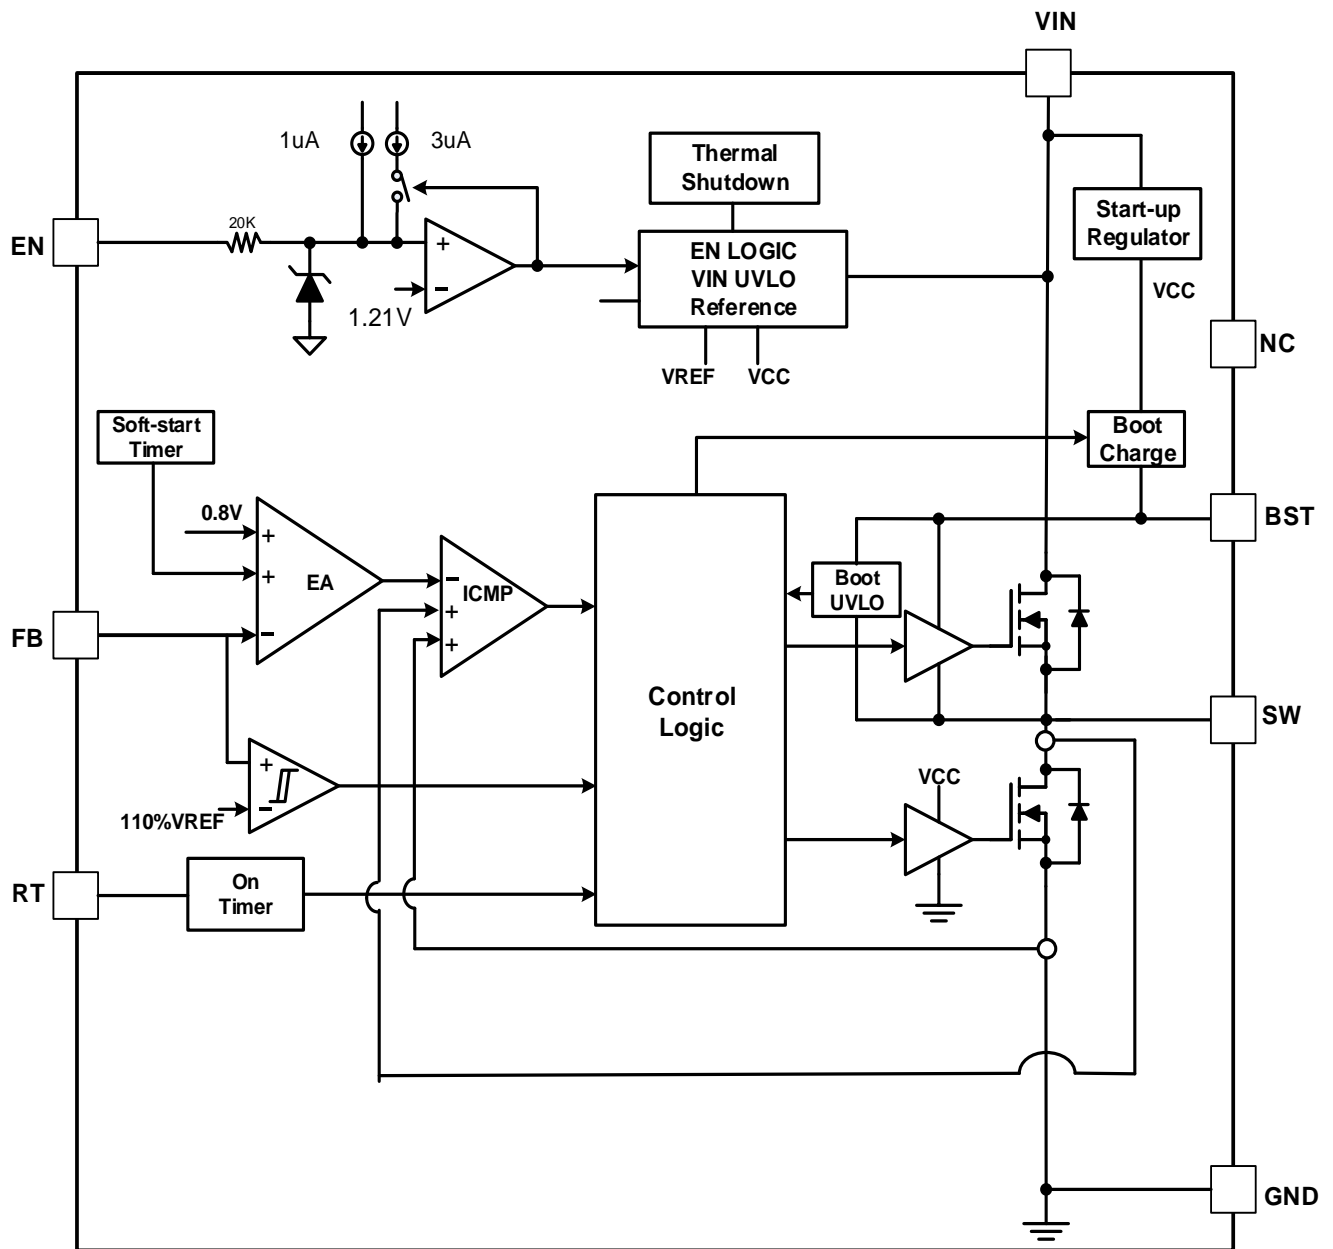 VIN
1uA
3uA
Thermal
Shutdown
20K
EN
+
−
1.21V
EN LOGIC
VIN UVLO
Reference
VREF
VCC
Start-up
Regulator
VCC
NC
Soft-start
Timer
Boot
Charge
0.8V
+
+
−
EA
−
+
+
ICMP
BST
Boot
UVLO
FB
Control
Logic
SW
+
−
110%VREF
VCC
RT
On
Timer
GND